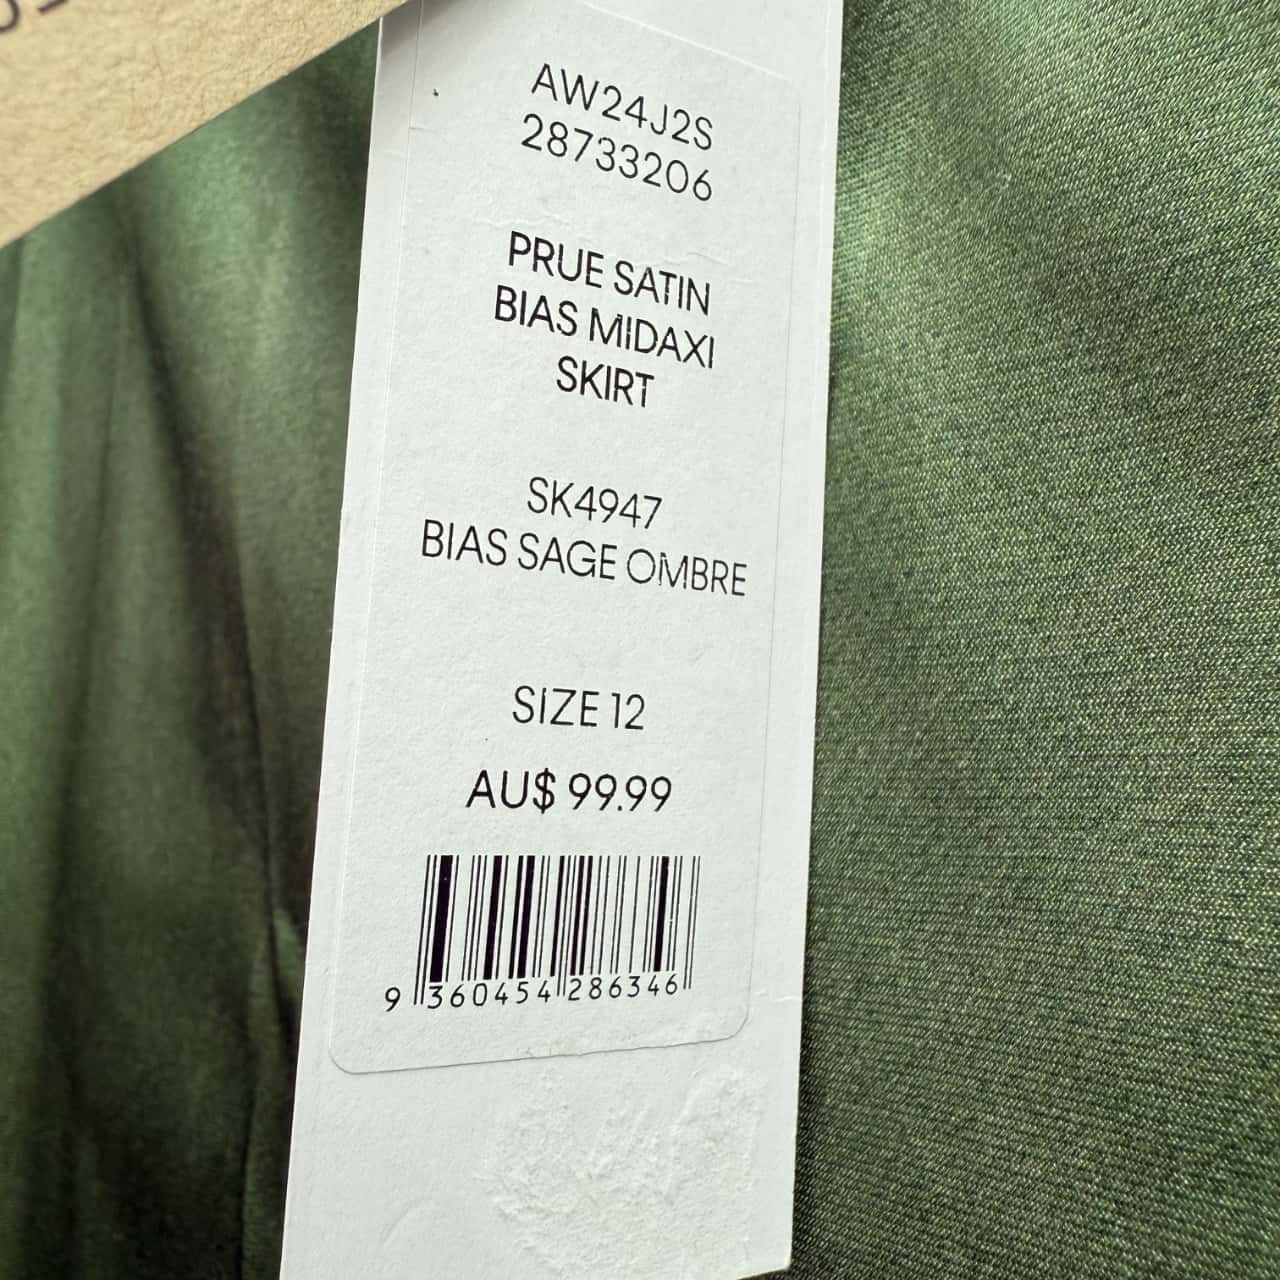 AW24J2S
28733206
PRUE SATIN
BIAS MIDAXI
SKIRT
SK4947
BIAS SAGE OMBRE
SIZE 12
AU$ 99.99
9 360454 286346